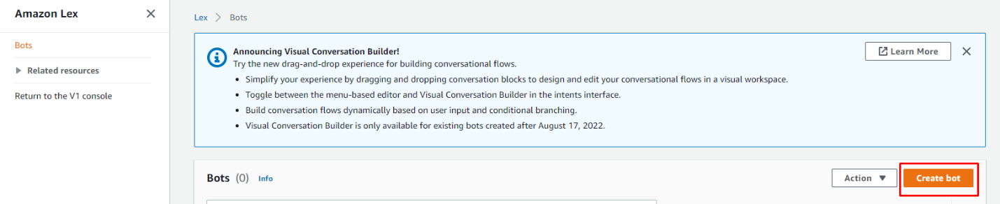 Amazon Lex
Bots
Related resources
Return to the V1 console
Lex
Bots
Announcing Visual Conversation Builder!
Try the new drag-and-drop experience for building conversational flows.
• Simplify your experience by dragging and dropping conversation blocks to design and edit your conversational flows in a visual workspace.
• Toggle between the menu-based editor and Visual Conversation Builder in the intents interface.
• Build conversation flows dynamically based on user input and conditional branching.
• Visual Conversation Builder is only available for existing bots created after August 17, 2022.
Learn More
Bots (0) Info
Action
Create bot